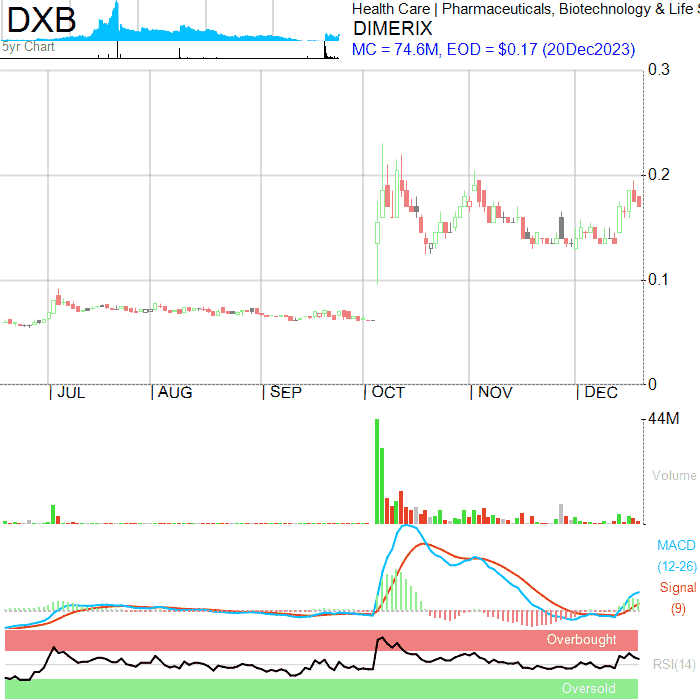 DXB
5yr Chart
Health Care | Pharmaceuticals, Biotechnology & Life S
DIMERIX
MC = 74.6M, EOD = $0.17 (20Dec2023)
0.3
0.2
0.1
0
| JUL | AUG | SEP | OCT | NOV | DEC
44M
Volume
MACD
(12-26)
Signal
(9)
Overbought
RSI(14)
Oversold